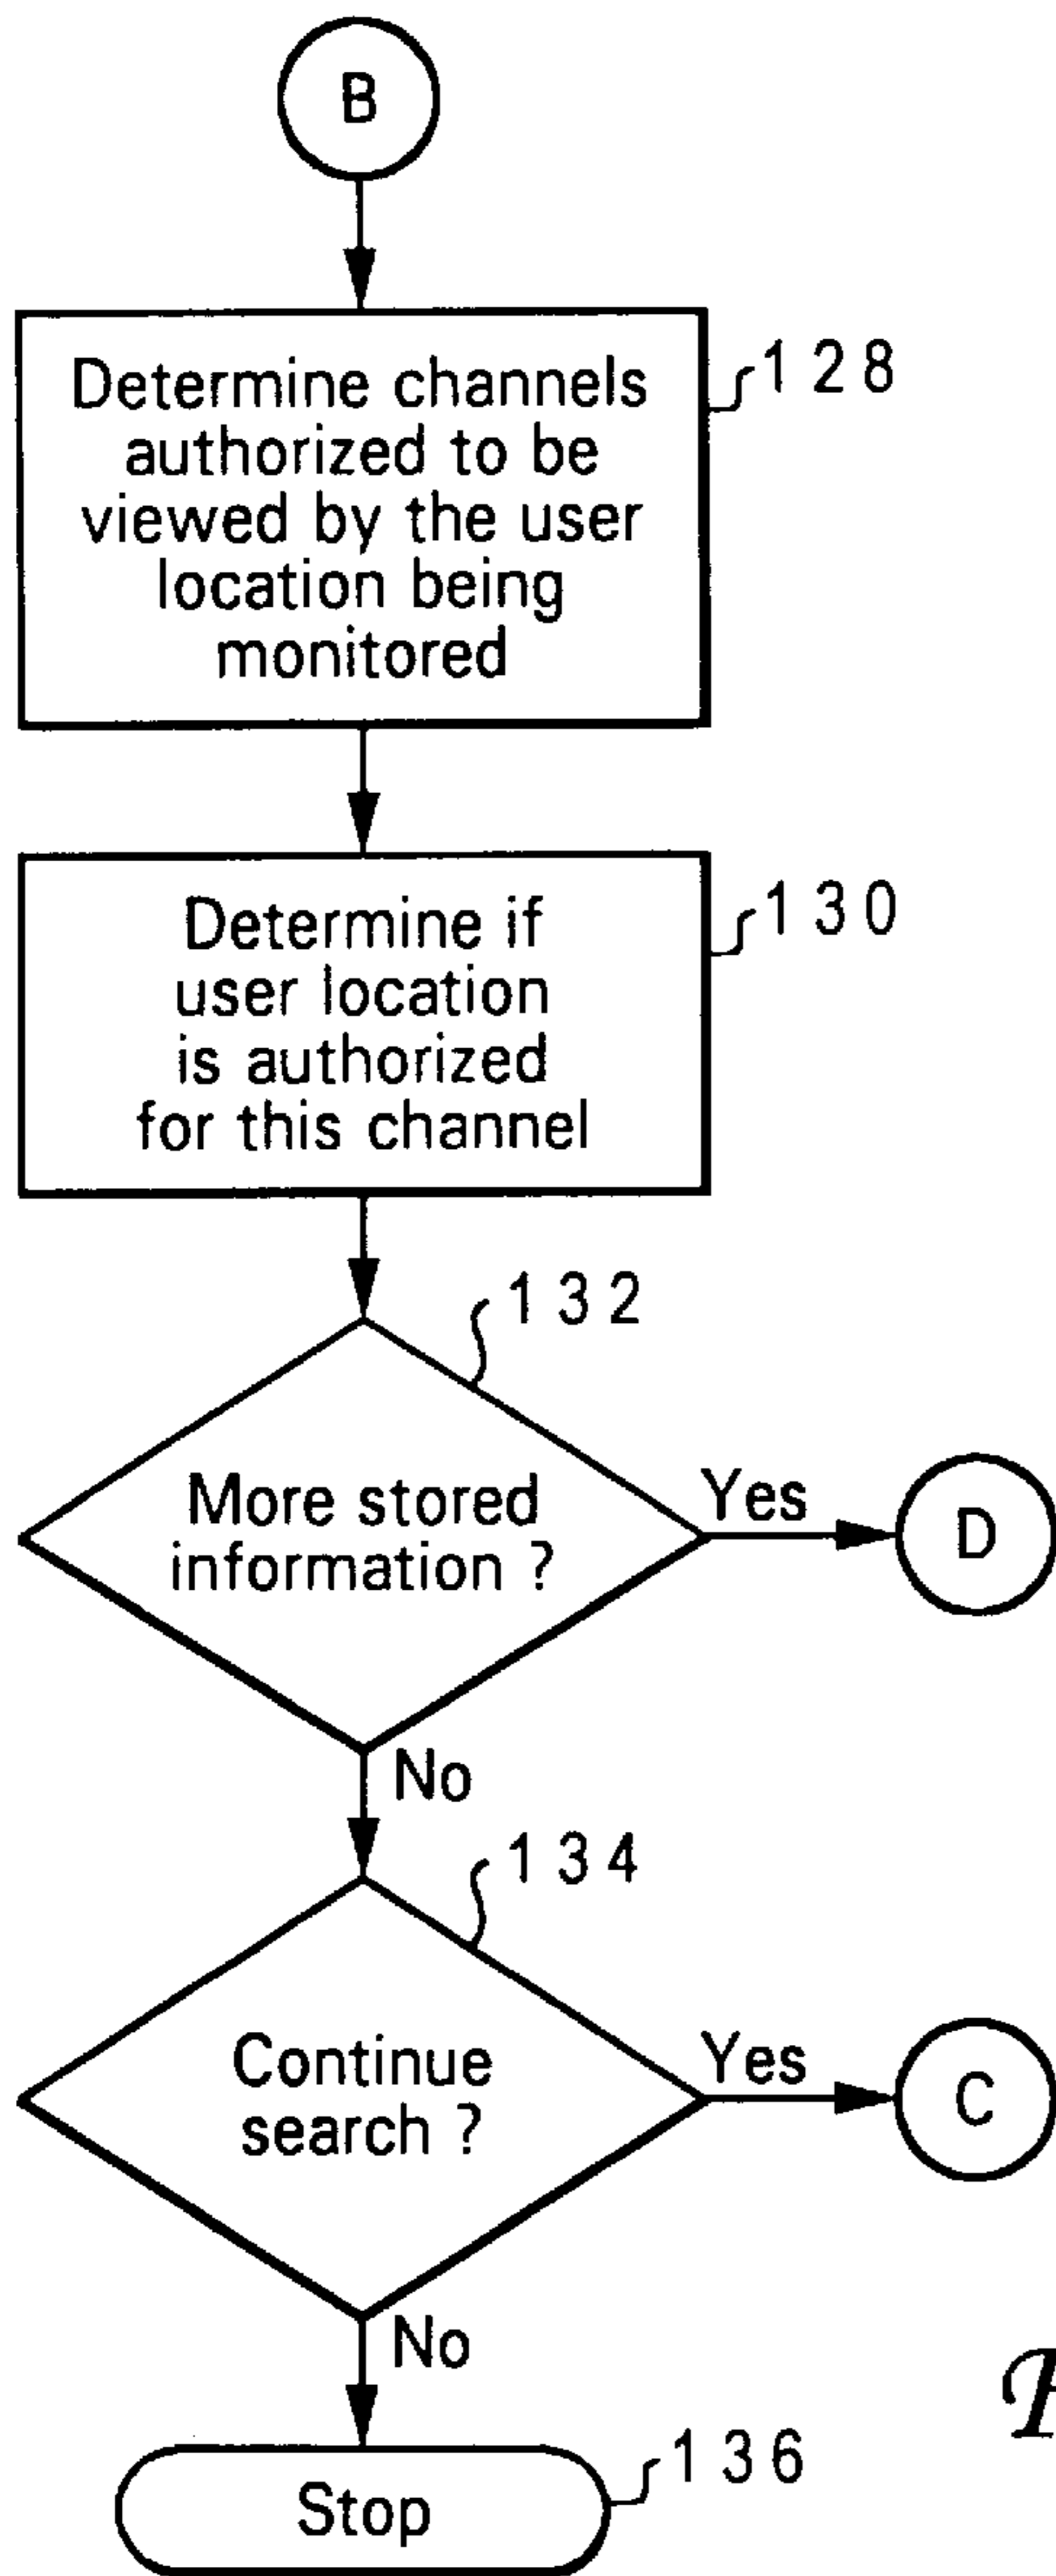 B
Determine channels
authorized to be
viewed by the user
location being
monitored
128
Determine if
user location
is authorized
for this channel
130
132
More stored
information ?
Yes
D
No
134
Continue
search ?
Yes
C
No
Stop
136